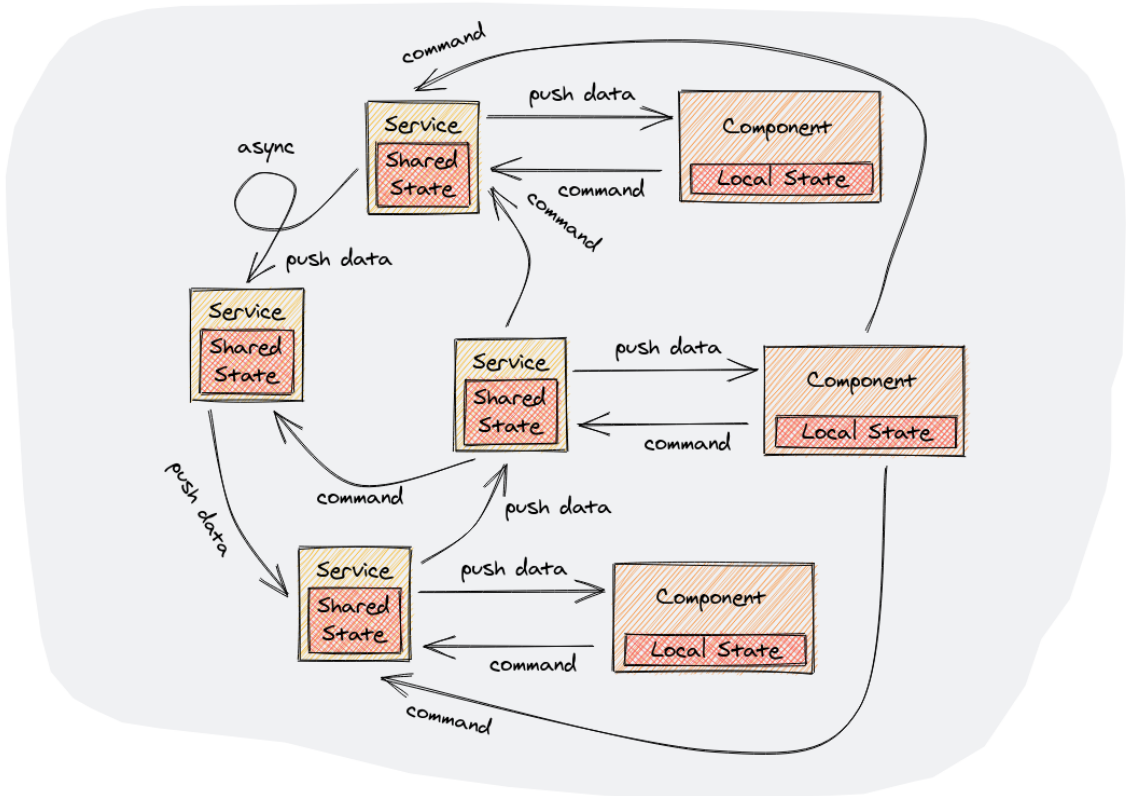 command
push data
Service
Shared
State
Component
Local State
async
command
command
push data
Service
Shared
State
push data
Service
Shared
State
Component
Local State
command
push data
command
push data
Service
Shared
State
push data
Component
Local State
command
command